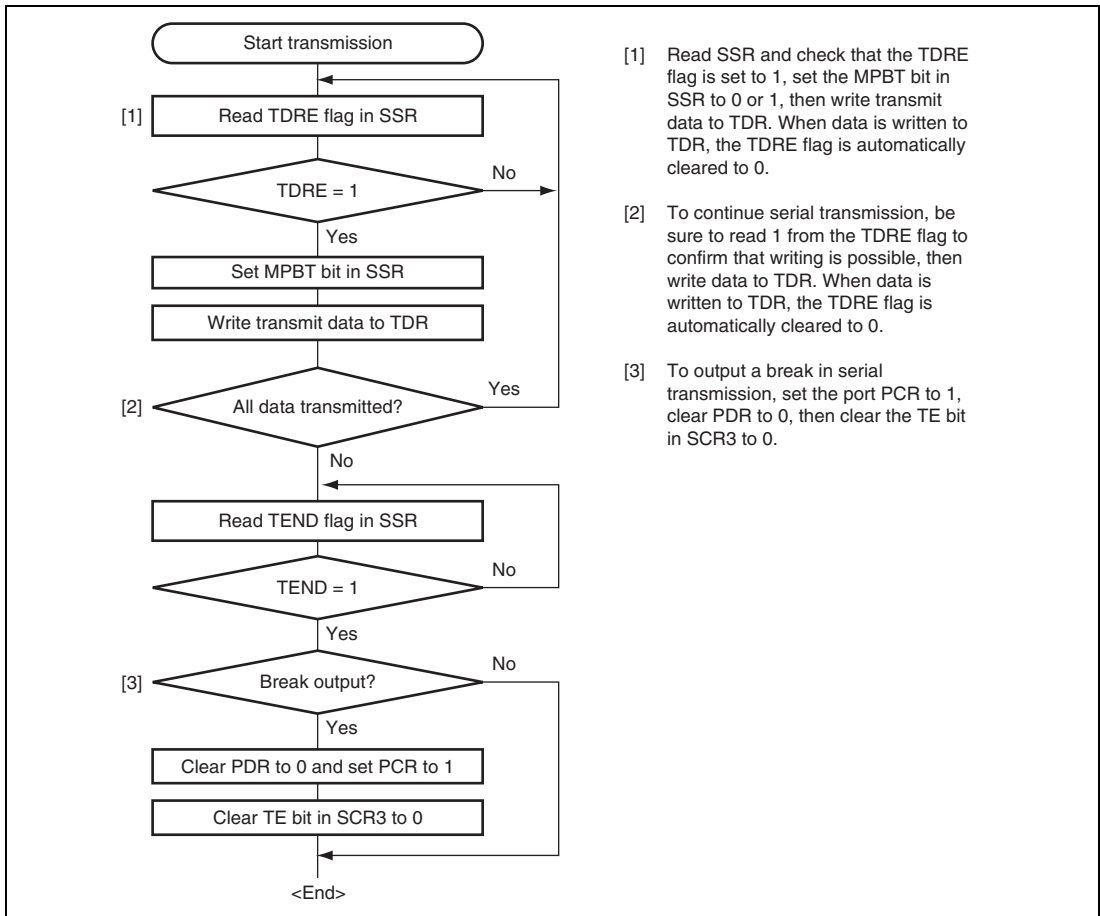 Start transmission
[1] Read TDRE flag in SSR
TDRE = 1
No
Yes
Set MPBT bit in SSR
Write transmit data to TDR
[2] All data transmitted?
Yes
No
Read TEND flag in SSR
TEND = 1
No
Yes
[3] Break output?
No
Yes
Clear PDR to 0 and set PCR to 1
Clear TE bit in SCR3 to 0
<End>
[1] Read SSR and check that the TDRE
flag is set to 1, set the MPBT bit in
SSR to 0 or 1, then write transmit
data to TDR. When data is written to
TDR, the TDRE flag is automatically
cleared to 0.
[2] To continue serial transmission, be
sure to read 1 from the TDRE flag to
confirm that writing is possible, then
write data to TDR. When data is
written to TDR, the TDRE flag is
automatically cleared to 0.
[3] To output a break in serial
transmission, set the port PCR to 1,
clear PDR to 0, then clear the TE bit
in SCR3 to 0.